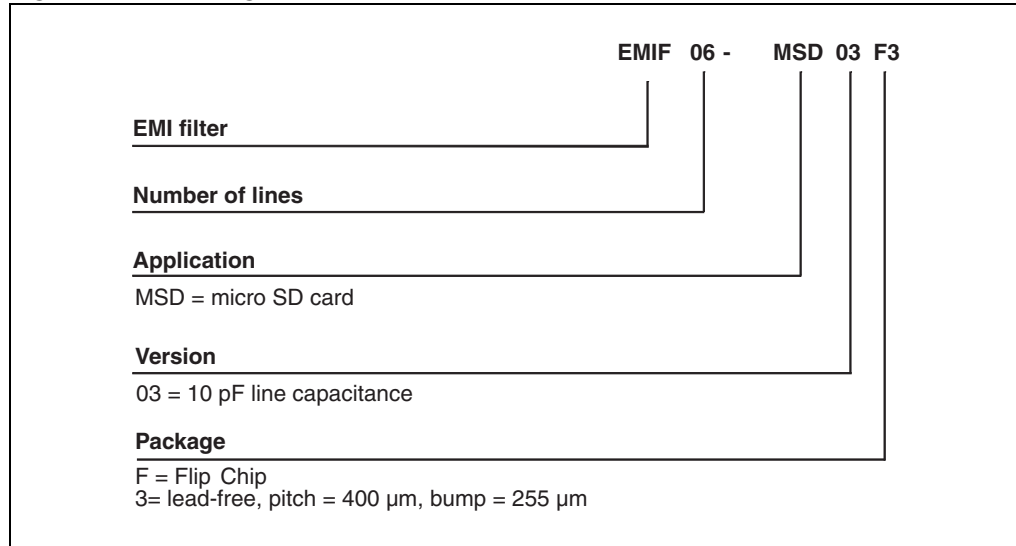 EMIF 06 - MSD 03 F3
EMI filter
Number of lines
Application
MSD = micro SD card
Version
03 = 10 pF line capacitance
Package
F = Flip Chip
3= lead-free, pitch = 400 µm, bump = 255 µm